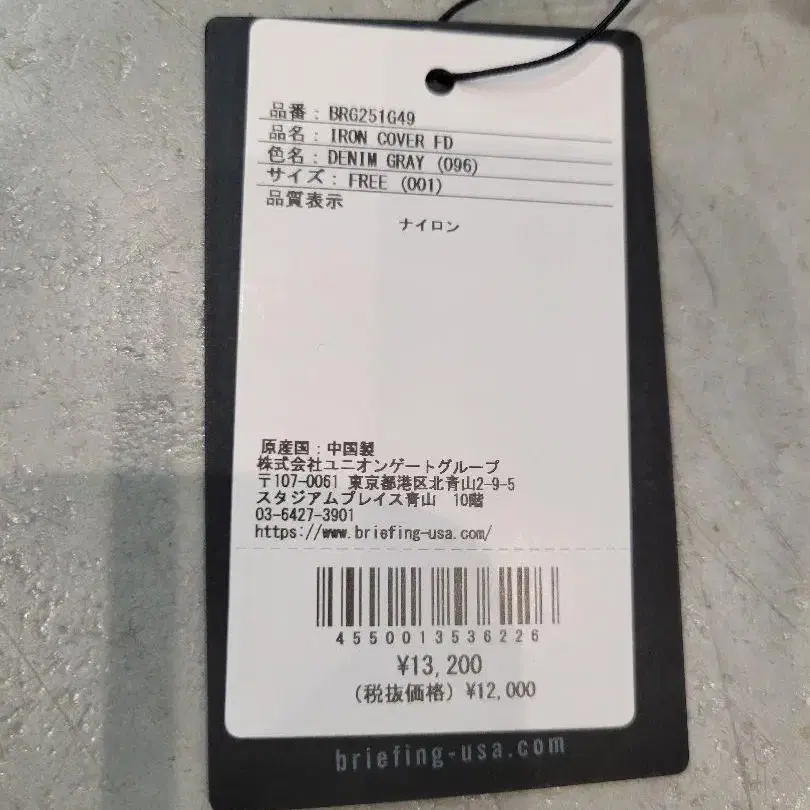 品番: BRG251G49
品名: IRON COVER FD
色名: DENIM GRAY (096)
サイズ: FREE (001)
品質表示
ナイロン
原産国:中国製
株式会社ユニオンゲートグループ
〒107-0061 東京都港区北青山2-9-5
スタジアムプレイス青山 10階
03-6427-3901
https://www.briefing-usa.com/
4550013536226
¥13,200
(税抜価格) ¥12,000
briefing-usa.com